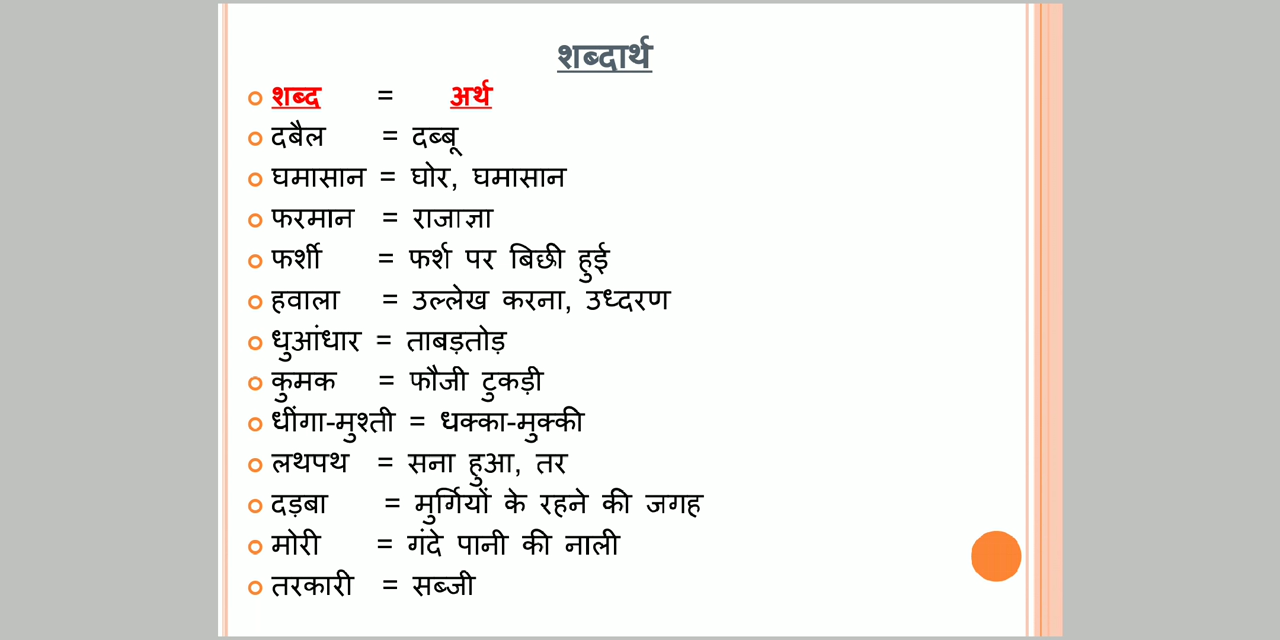 शब्दार्थ
शब्द = अर्थ
दबैल = दब्बू
घमासान = घोर, घमासान
फरमान = राजाज्ञा
फर्शी = फर्श पर बिछी हुई
हवाला = उल्लेख करना, उध्दरण
धुआंधार = ताबड़तोड़
कुमक = फौजी टुकड़ी
धींगा-मुश्ती = धक्का-मुक्की
लथपथ = सना हुआ, तर
दड़बा = मुर्गियों के रहने की जगह
मोरी = गंदे पानी की नाली
तरकारी = सब्जी